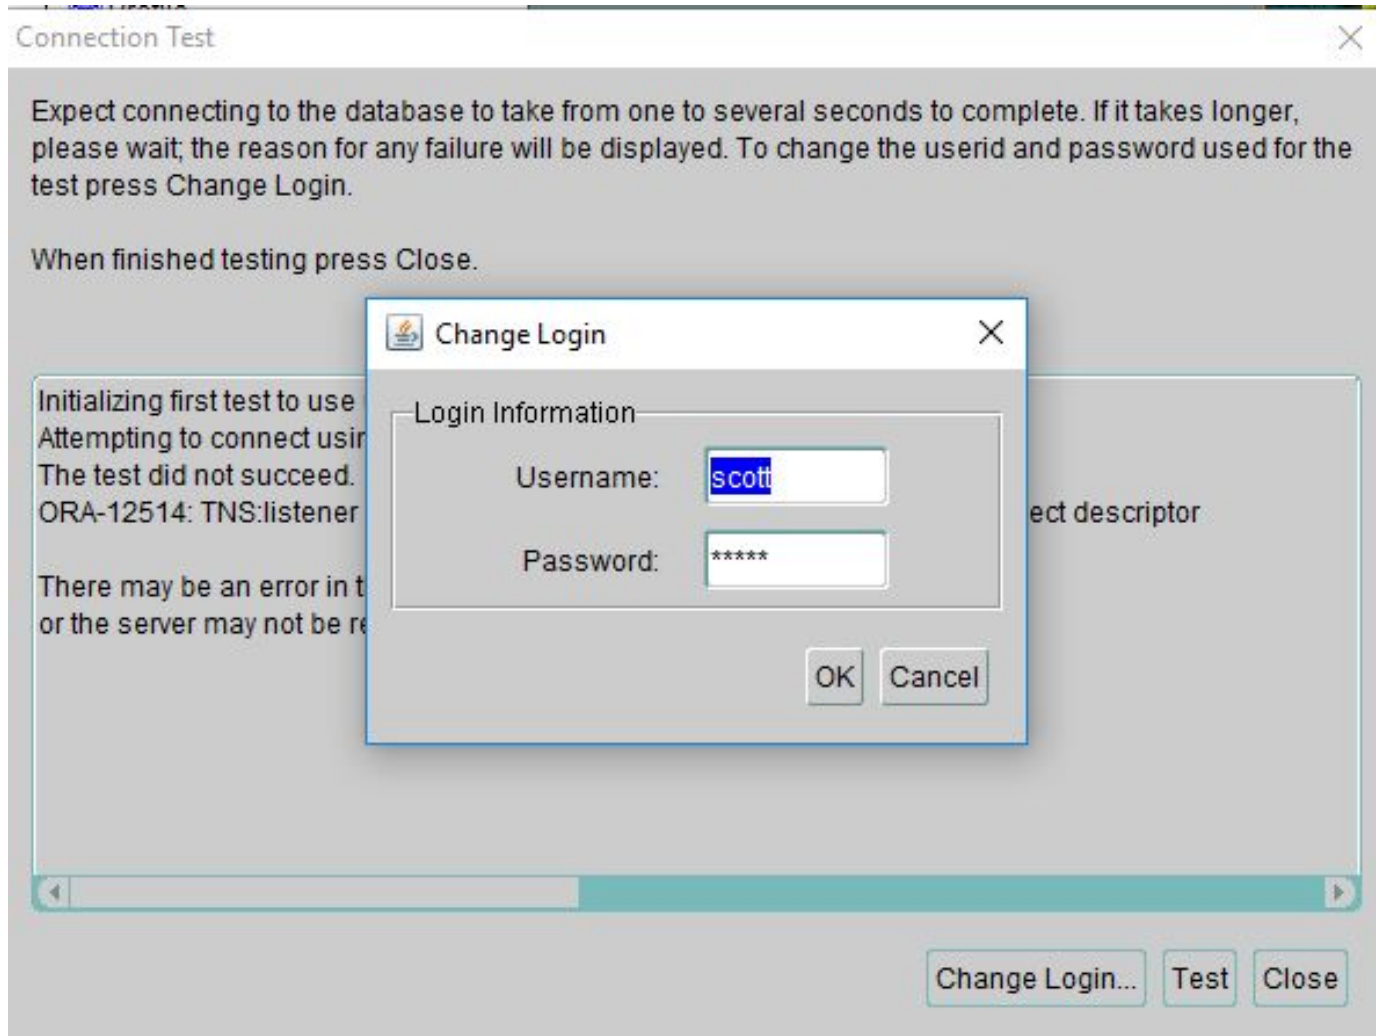 Connection Test
Expect connecting to the database to take from one to several seconds to complete. If it takes longer,
please wait; the reason for any failure will be displayed. To change the userid and password used for the
test press Change Login.
When finished testing press Close.
Change Login
Login Information
Username: scott
Password: *****
OK Cancel
Initializing first test to use
Attempting to connect usin
The test did not succeed.
ORA-12514: TNS:listener ect descriptor
There may be an error in t
or the server may not be re
Change Login... Test Close